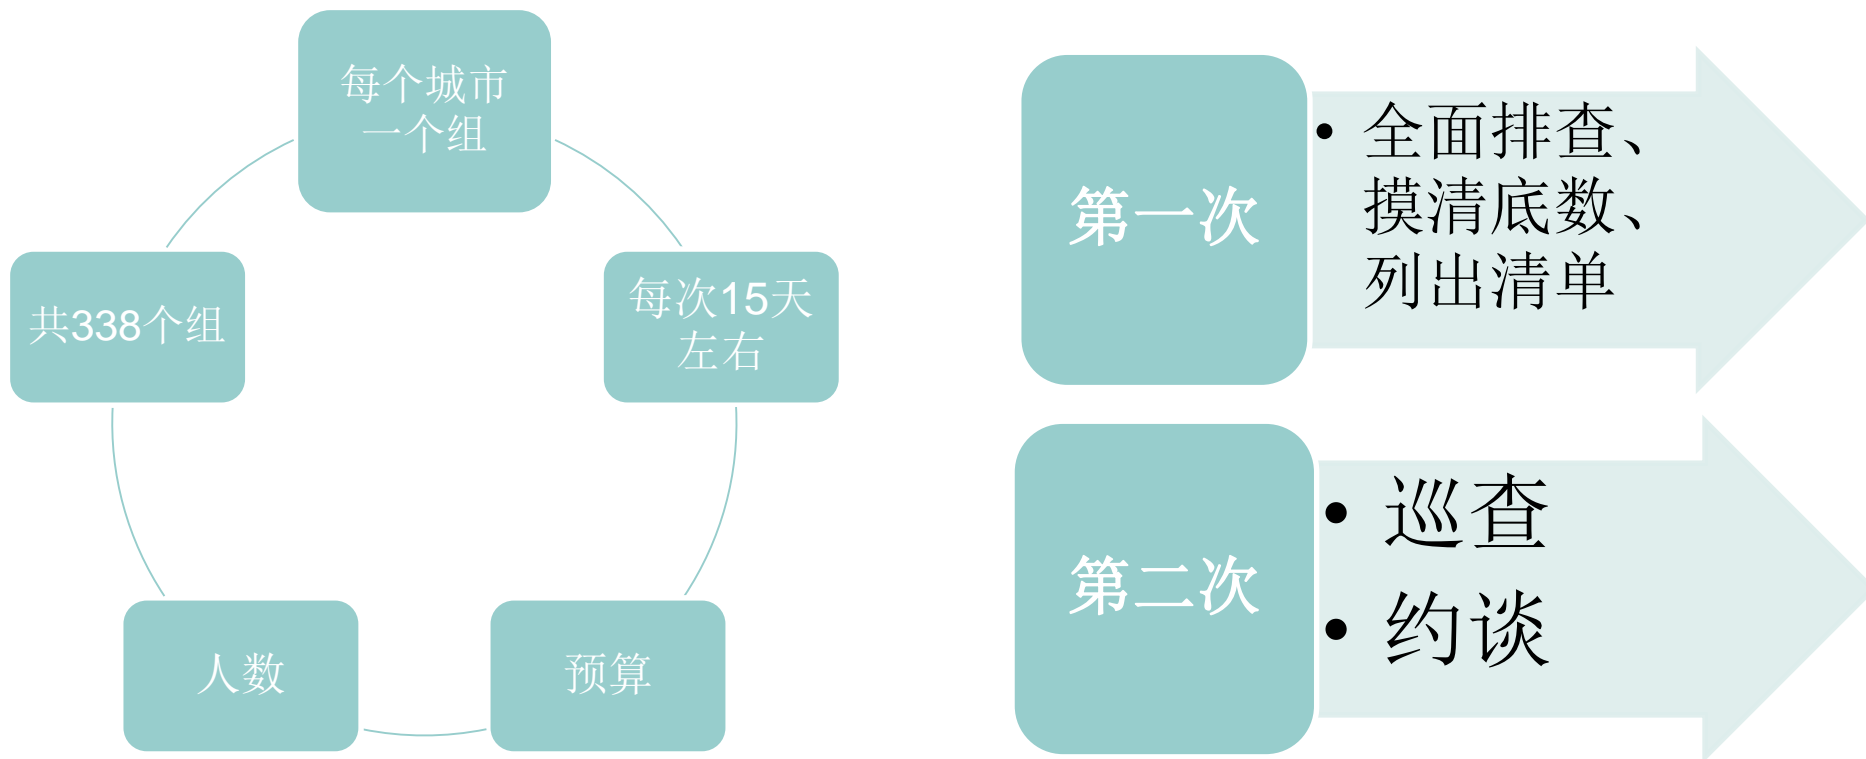 每个城市
一个组
每次15天
左右
预算
人数
共338个组
第一次
• 全面排查、
摸清底数、
列出清单
第二次
• 巡查
• 约谈